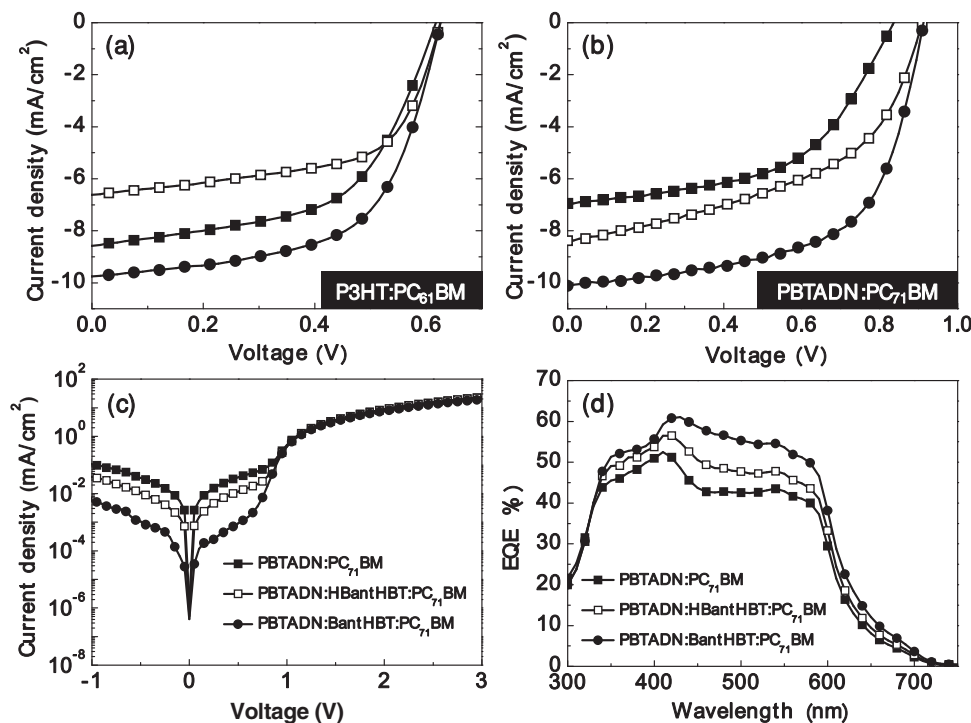 (a)
Current density (mA/cm²)
0
-2
-4
-6
-8
-10
0.0 0.2 0.4 0.6
Voltage (V)
P3HT:PC₆₁BM
(b)
Current density (mA/cm²)
0
-2
-4
-6
-8
-10
0.0 0.2 0.4 0.6 0.8 1.0
Voltage (V)
PBTADN:PC₇₁BM
(c)
Current density (mA/cm²)
10²
10⁰
10⁻²
10⁻⁴
10⁻⁶
10⁻⁸
-1 0 1 2 3
Voltage (V)
PBTADN:PC₇₁BM
PBTADN:HBantHBT:PC₇₁BM
PBTADN:BantHBT:PC₇₁BM
(d)
EQE %
70
60
50
40
30
20
10
0
300 400 500 600 700
Wavelength (nm)
PBTADN:PC₇₁BM
PBTADN:HBantHBT:PC₇₁BM
PBTADN:BantHBT:PC₇₁BM